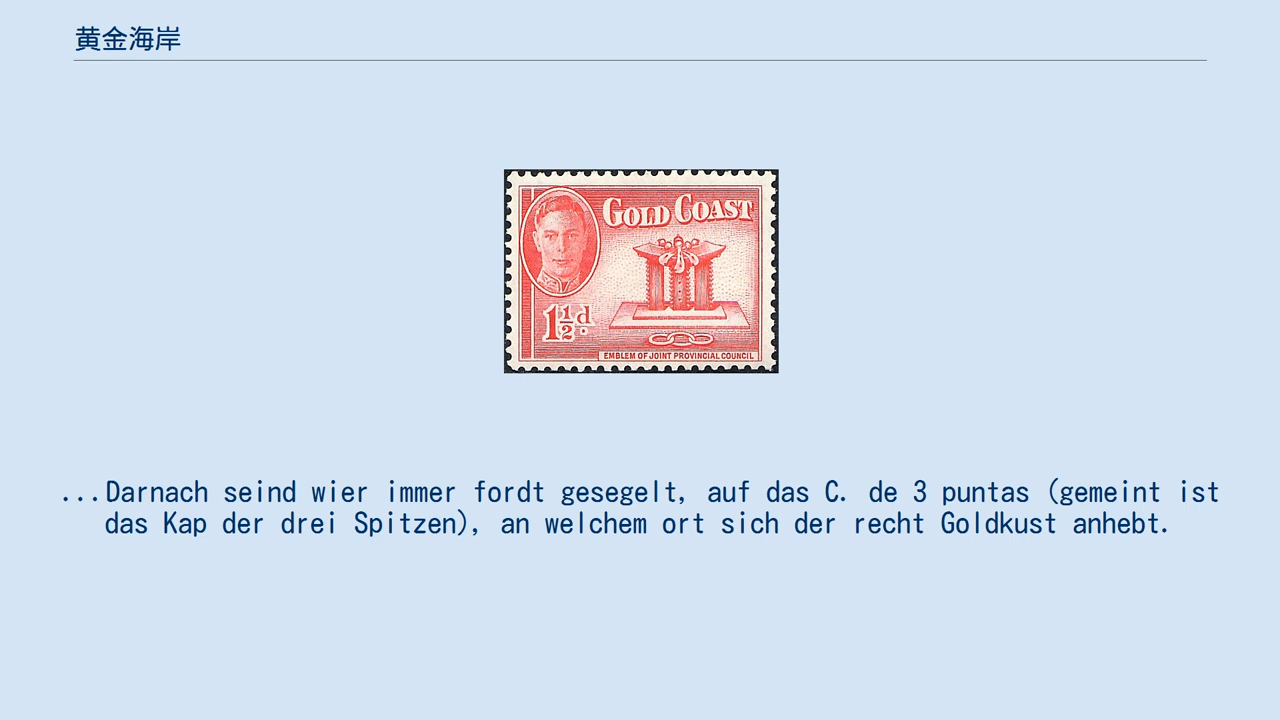 黄金海岸
GOLD COAST
1½d.
EMBLEM OF JOINT PROVINCIAL COUNCIL
...Darnach seind wier immer fordt gesegelt, auf das C. de 3 puntas (gemeint ist
das Kap der drei Spitzen), an welchem ort sich der recht Goldkust anhebt.